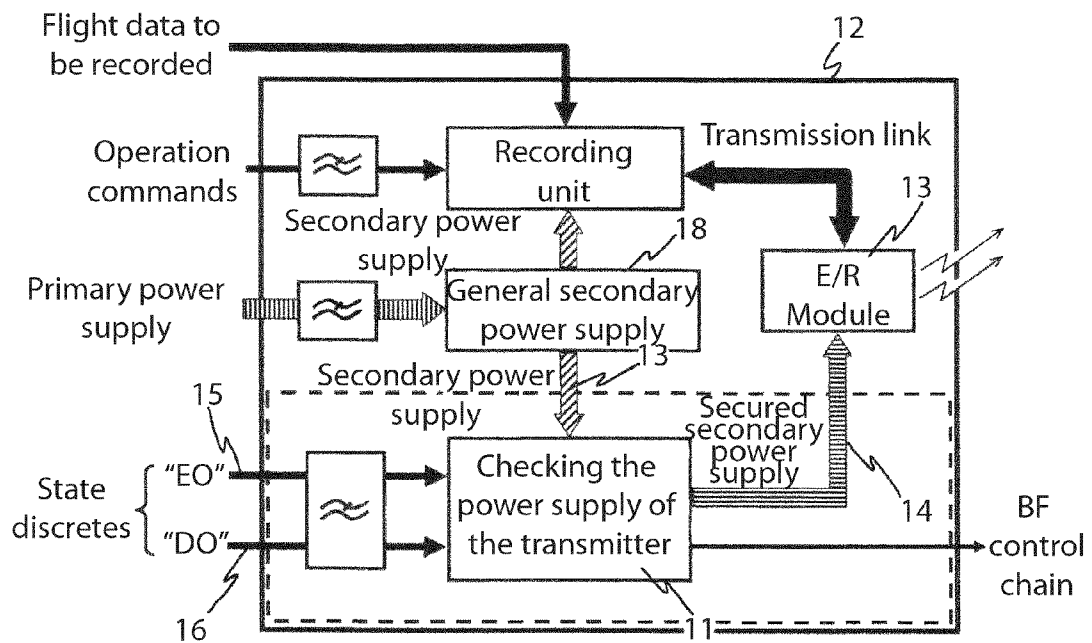 Flight data to
be recorded
12
Operation
commands
Recording
unit
Transmission link
13
Secondary power
supply
18
E/R
Module
Primary power
supply
General secondary
power supply
13
Secondary power
supply
15
Secured
secondary
power
supply
State
discretes
"EO"
"DO"
Checking the
power supply of
the transmitter
14
BF
control
chain
16
11